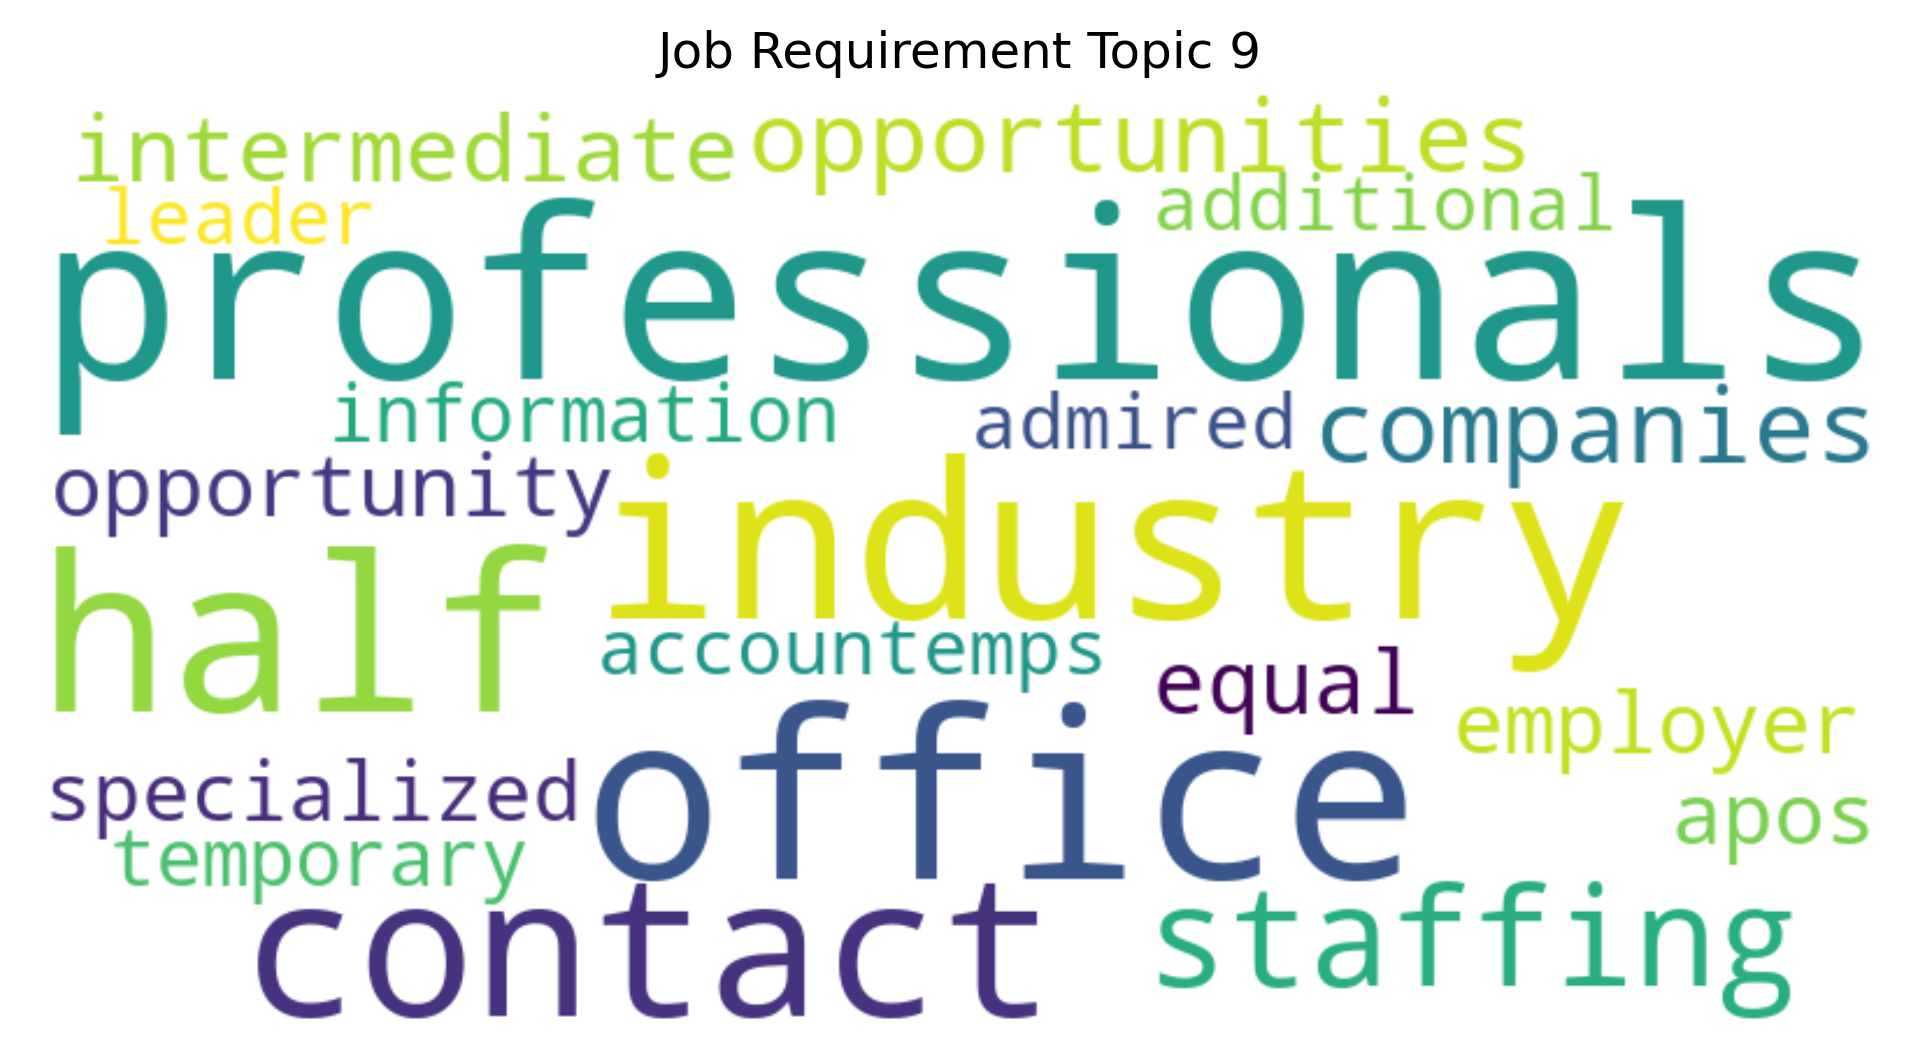 Job Requirement Topic 9
intermediate opportunities
leader additional
professionals
information admired companies
opportunity industry
half
accountemps equal
employer
specialized office apos
temporary
contact staffing